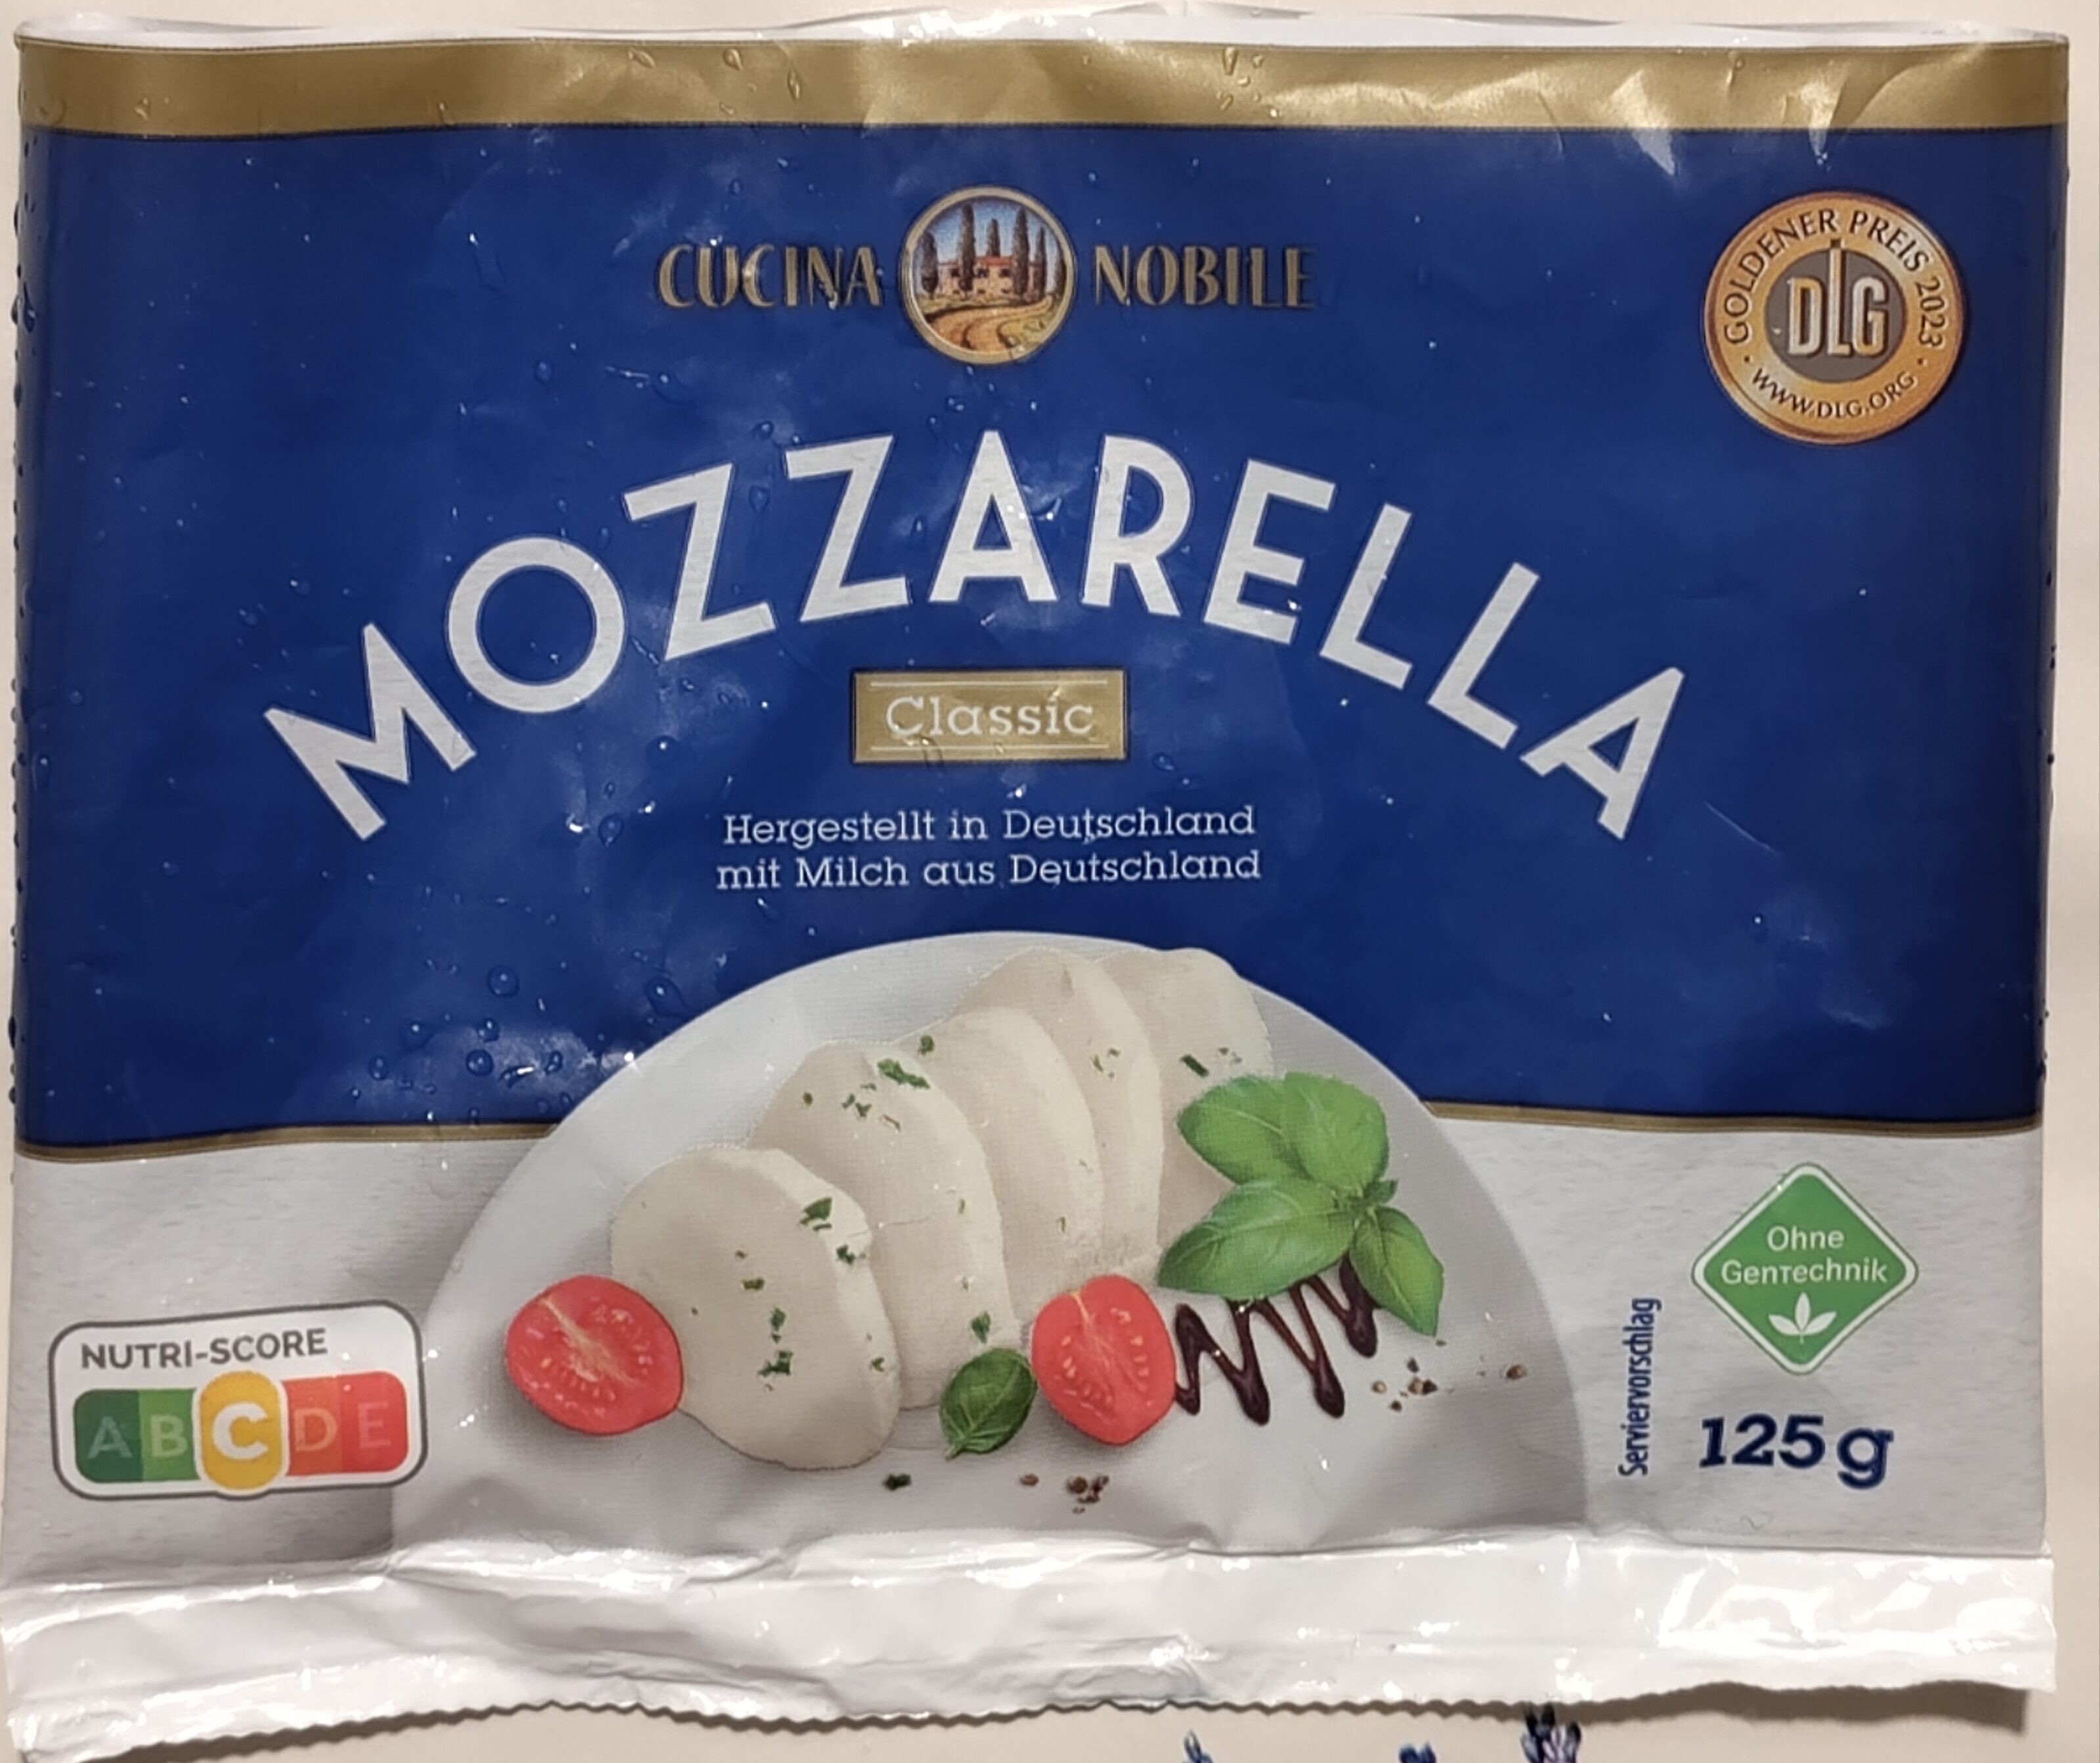 CUCINA NOBILE
GOLDENER PREIS 2023
DLG
WWW.DLG.ORG
MOZZARELLA
Classic
Hergestellt in Deutschland
mit Milch aus Deutschland
Ohne
GenTechnik
NUTRI-SCORE
A B C D E
Serviervorschlag
125 g